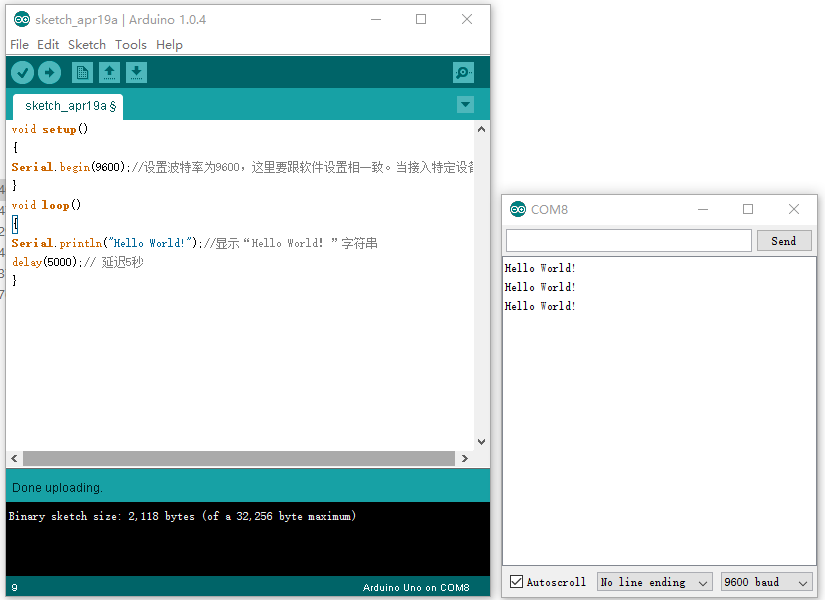 sketch_apr19a | Arduino 1.0.4
File Edit Sketch Tools Help
sketch_apr19a §
void setup()
{
Serial.begin(9600);//设置波特率为9600，这里要跟软件设置相一致。当接入特定设
}
void loop()
{
Serial.println("Hello World!");//显示“Hello World！”字符串
delay(5000);// 延迟5秒
}
Done uploading.
Binary sketch size: 2,118 bytes (of a 32,256 byte maximum)
9
Arduino Uno on COM8
COM8
Send
Hello World!
Hello World!
Hello World!
Autoscroll
No line ending
9600 baud